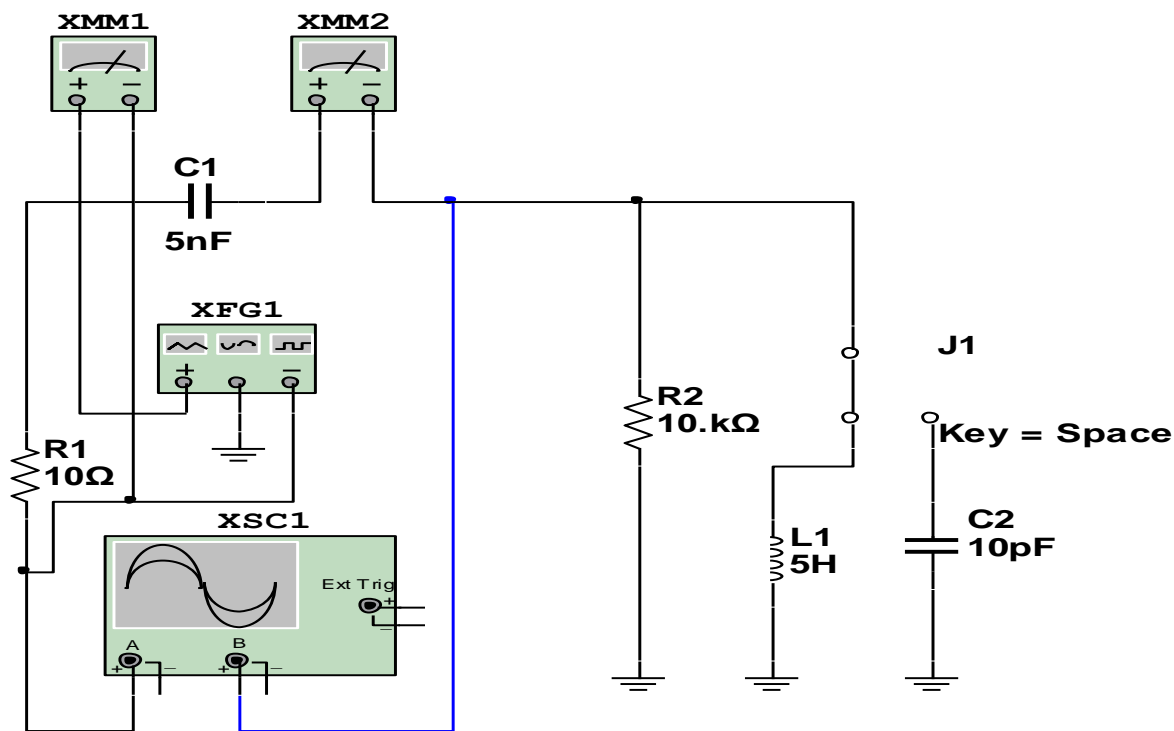 XMM1
XMM2
+ −
+ −
C1
5nF
XFG1
+ −
R1
10Ω
R2
10.kΩ
J1
Key = Space
XSC1
Ext Trig
+
−
A
B
+ −
+ −
L1
5H
C2
10pF